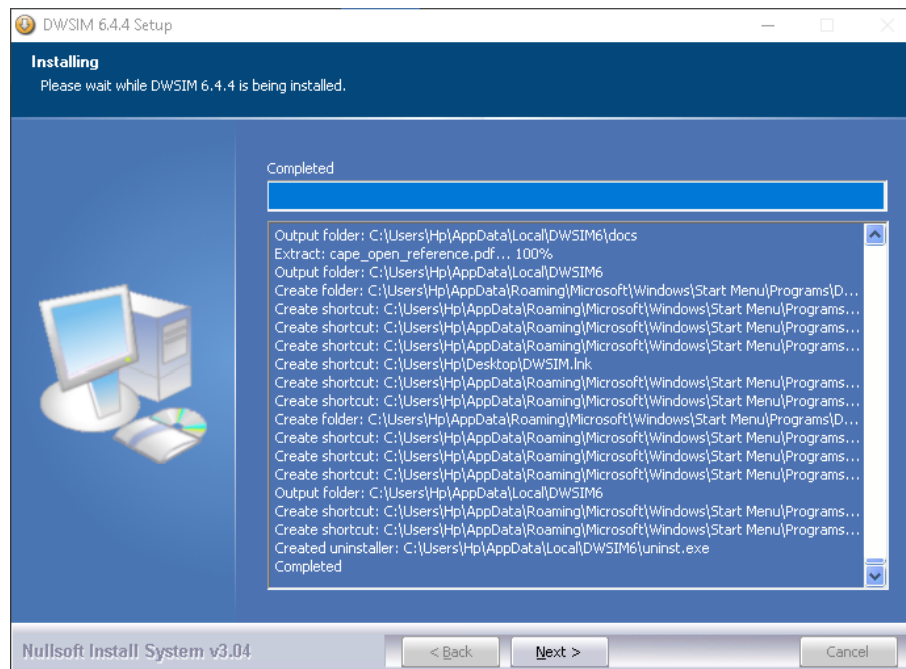 DWSIM 6.4.4 Setup
Installing
Please wait while DWSIM 6.4.4 is being installed.
Completed
Output folder: C:\Users\Hp\AppData\Local\DWSIM6\docs
Extract: cape_open_reference.pdf... 100%
Output folder: C:\Users\Hp\AppData\Local\DWSIM6
Create folder: C:\Users\Hp\AppData\Roaming\Microsoft\Windows\Start Menu\Programs\D...
Create shortcut: C:\Users\Hp\AppData\Roaming\Microsoft\Windows\Start Menu\Programs...
Create shortcut: C:\Users\Hp\AppData\Roaming\Microsoft\Windows\Start Menu\Programs...
Create shortcut: C:\Users\Hp\AppData\Roaming\Microsoft\Windows\Start Menu\Programs...
Create shortcut: C:\Users\Hp\Desktop\DWSIM.lnk
Create shortcut: C:\Users\Hp\AppData\Roaming\Microsoft\Windows\Start Menu\Programs...
Create shortcut: C:\Users\Hp\AppData\Roaming\Microsoft\Windows\Start Menu\Programs...
Create folder: C:\Users\Hp\AppData\Roaming\Microsoft\Windows\Start Menu\Programs\D...
Create shortcut: C:\Users\Hp\AppData\Roaming\Microsoft\Windows\Start Menu\Programs...
Create shortcut: C:\Users\Hp\AppData\Roaming\Microsoft\Windows\Start Menu\Programs...
Create shortcut: C:\Users\Hp\AppData\Roaming\Microsoft\Windows\Start Menu\Programs...
Output folder: C:\Users\Hp\AppData\Local\DWSIM6
Create shortcut: C:\Users\Hp\AppData\Roaming\Microsoft\Windows\Start Menu\Programs...
Create shortcut: C:\Users\Hp\AppData\Roaming\Microsoft\Windows\Start Menu\Programs...
Created uninstaller: C:\Users\Hp\AppData\Local\DWSIM6\uninst.exe
Completed
Nullsoft Install System v3.04
< Back
Next >
Cancel